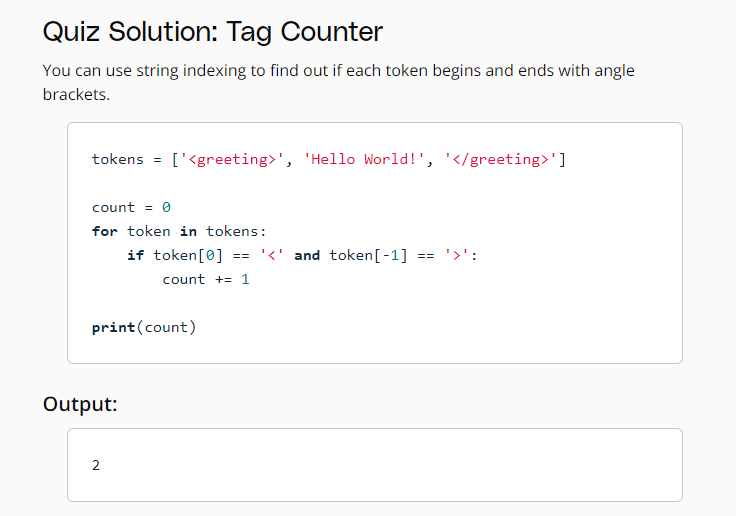 Quiz Solution: Tag Counter
You can use string indexing to find out if each token begins and ends with angle
brackets.
tokens = ['<greeting>', 'Hello World!', '</greeting>']
count = 0
for token in tokens:
    if token[0] == '<' and token[-1] == '>':
        count += 1
print(count)
Output:
2